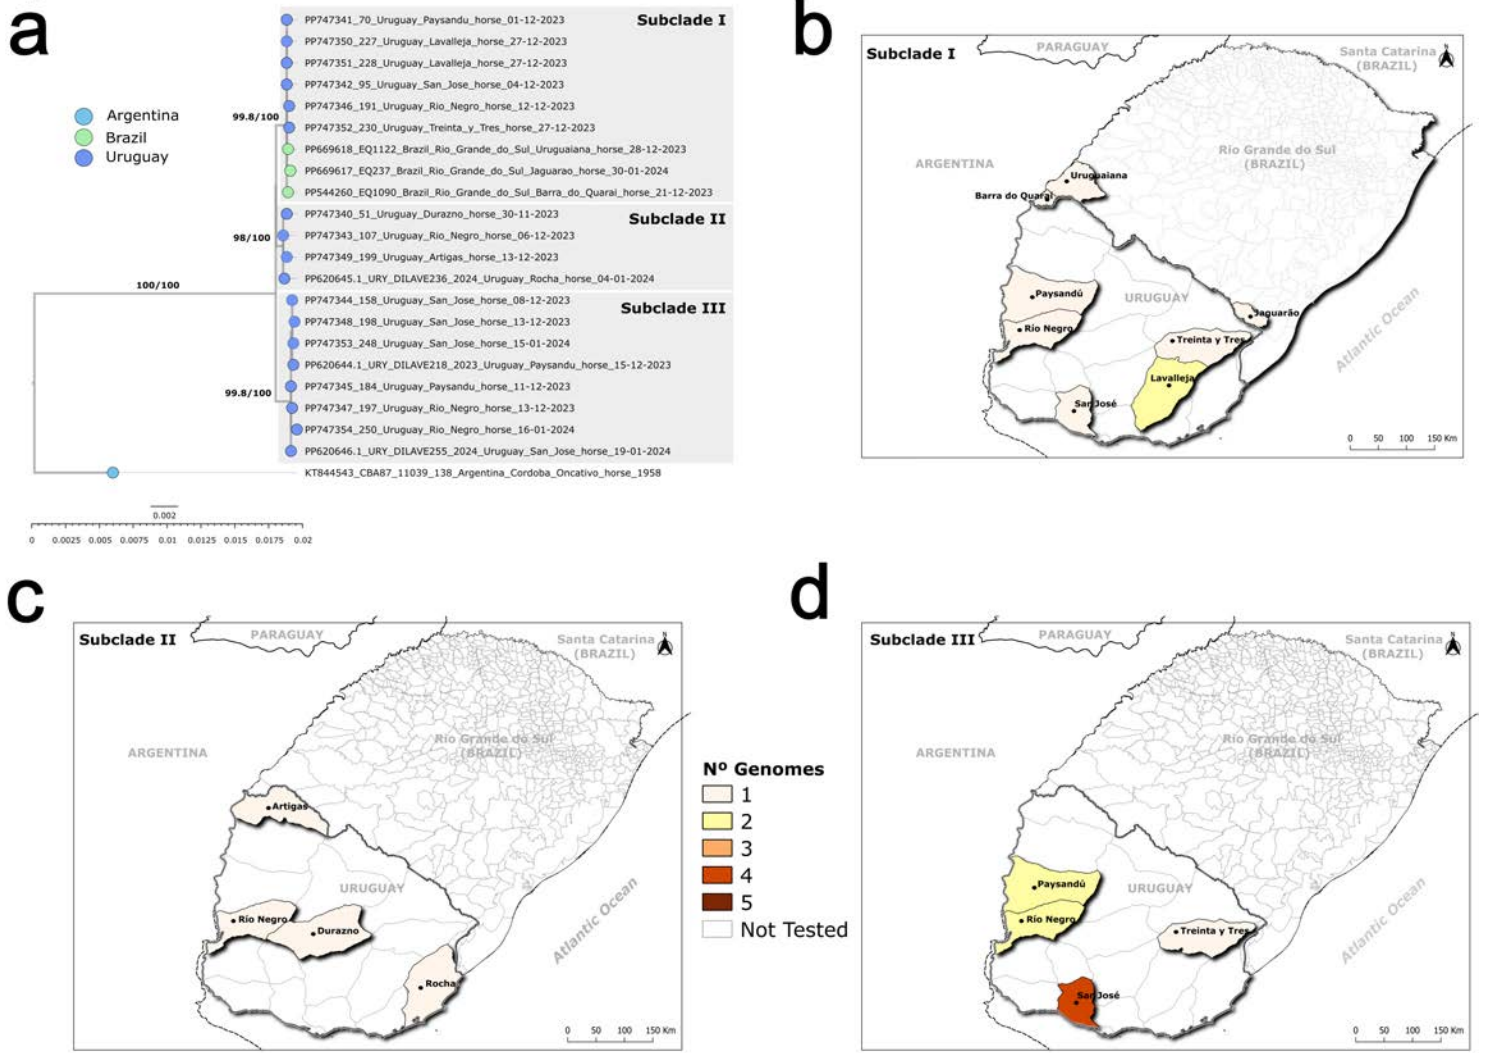 a
PP747341_70_Uruguay_Paysandu_horse_01-12-2023
Subclade I
PP747350_227_Uruguay_Lavalleja_horse_27-12-2023
PP747351_228_Uruguay_Lavalleja_horse_27-12-2023
PP747342_95_Uruguay_San_Jose_horse_04-12-2023
PP747346_191_Uruguay_Rio_Negro_horse_12-12-2023
PP747352_230_Uruguay_Treinta_y_Tres_horse_27-12-2023
PP669618_EQ1122_Brazil_Rio_Grande_do_Sul_Uruguaiana_horse_28-12-2023
PP669617_EQ237_Brazil_Rio_Grande_do_Sul_Jaguarao_horse_30-01-2024
PP544260_EQ1090_Brazil_Rio_Grande_do_Sul_Barra_do_Quarai_horse_21-12-2023
99.8/100
Argentina
Brazil
Uruguay
PP747340_51_Uruguay_Durazno_horse_30-11-2023
Subclade II
PP747343_107_Uruguay_Rio_Negro_horse_06-12-2023
PP747349_199_Uruguay_Artigas_horse_13-12-2023
PP620645.1_URY_DILAVE236_2024_Uruguay_Rocha_horse_04-01-2024
98/100
100/100
PP747344_158_Uruguay_San_Jose_horse_08-12-2023
Subclade III
PP747348_198_Uruguay_San_Jose_horse_13-12-2023
PP747353_248_Uruguay_San_Jose_horse_15-01-2024
PP620644.1_URY_DILAVE218_2023_Uruguay_Paysandu_horse_15-12-2023
PP747345_184_Uruguay_Paysandu_horse_11-12-2023
PP747347_197_Uruguay_Rio_Negro_horse_13-12-2023
PP747354_250_Uruguay_Rio_Negro_horse_16-01-2024
PP620646.1_URY_DILAVE255_2024_Uruguay_San_Jose_horse_19-01-2024
99.8/100
KT844543_CBA87_11039_138_Argentina_Cordoba_Oncativo_horse_1958
0.002
0 0.0025 0.005 0.0075 0.01 0.0125 0.015 0.0175 0.02
b
Subclade I
PARAGUAY
Santa Catarina
(BRAZIL)
N
ARGENTINA
Rio Grande do Sul
(BRAZIL)
Uruguaiana
Barra do Quaraí
Paysandú
URUGUAY
Río Negro
Jaguarão
Treinta y Tres
Lavalleja
San José
Atlantic Ocean
0 50 100 150 Km
c
Subclade II
PARAGUAY
Santa Catarina
(BRAZIL)
N
ARGENTINA
Rio Grande do Sul
(BRAZIL)
Artigas
URUGUAY
Río Negro
Durazno
Rocha
Atlantic Ocean
0 50 100 150 Km
Nº Genomes
1
2
3
4
5
Not Tested
d
Subclade III
PARAGUAY
Santa Catarina
(BRAZIL)
N
ARGENTINA
Rio Grande do Sul
(BRAZIL)
Paysandú
URUGUAY
Río Negro
Treinta y Tres
San José
Atlantic Ocean
0 50 100 150 Km